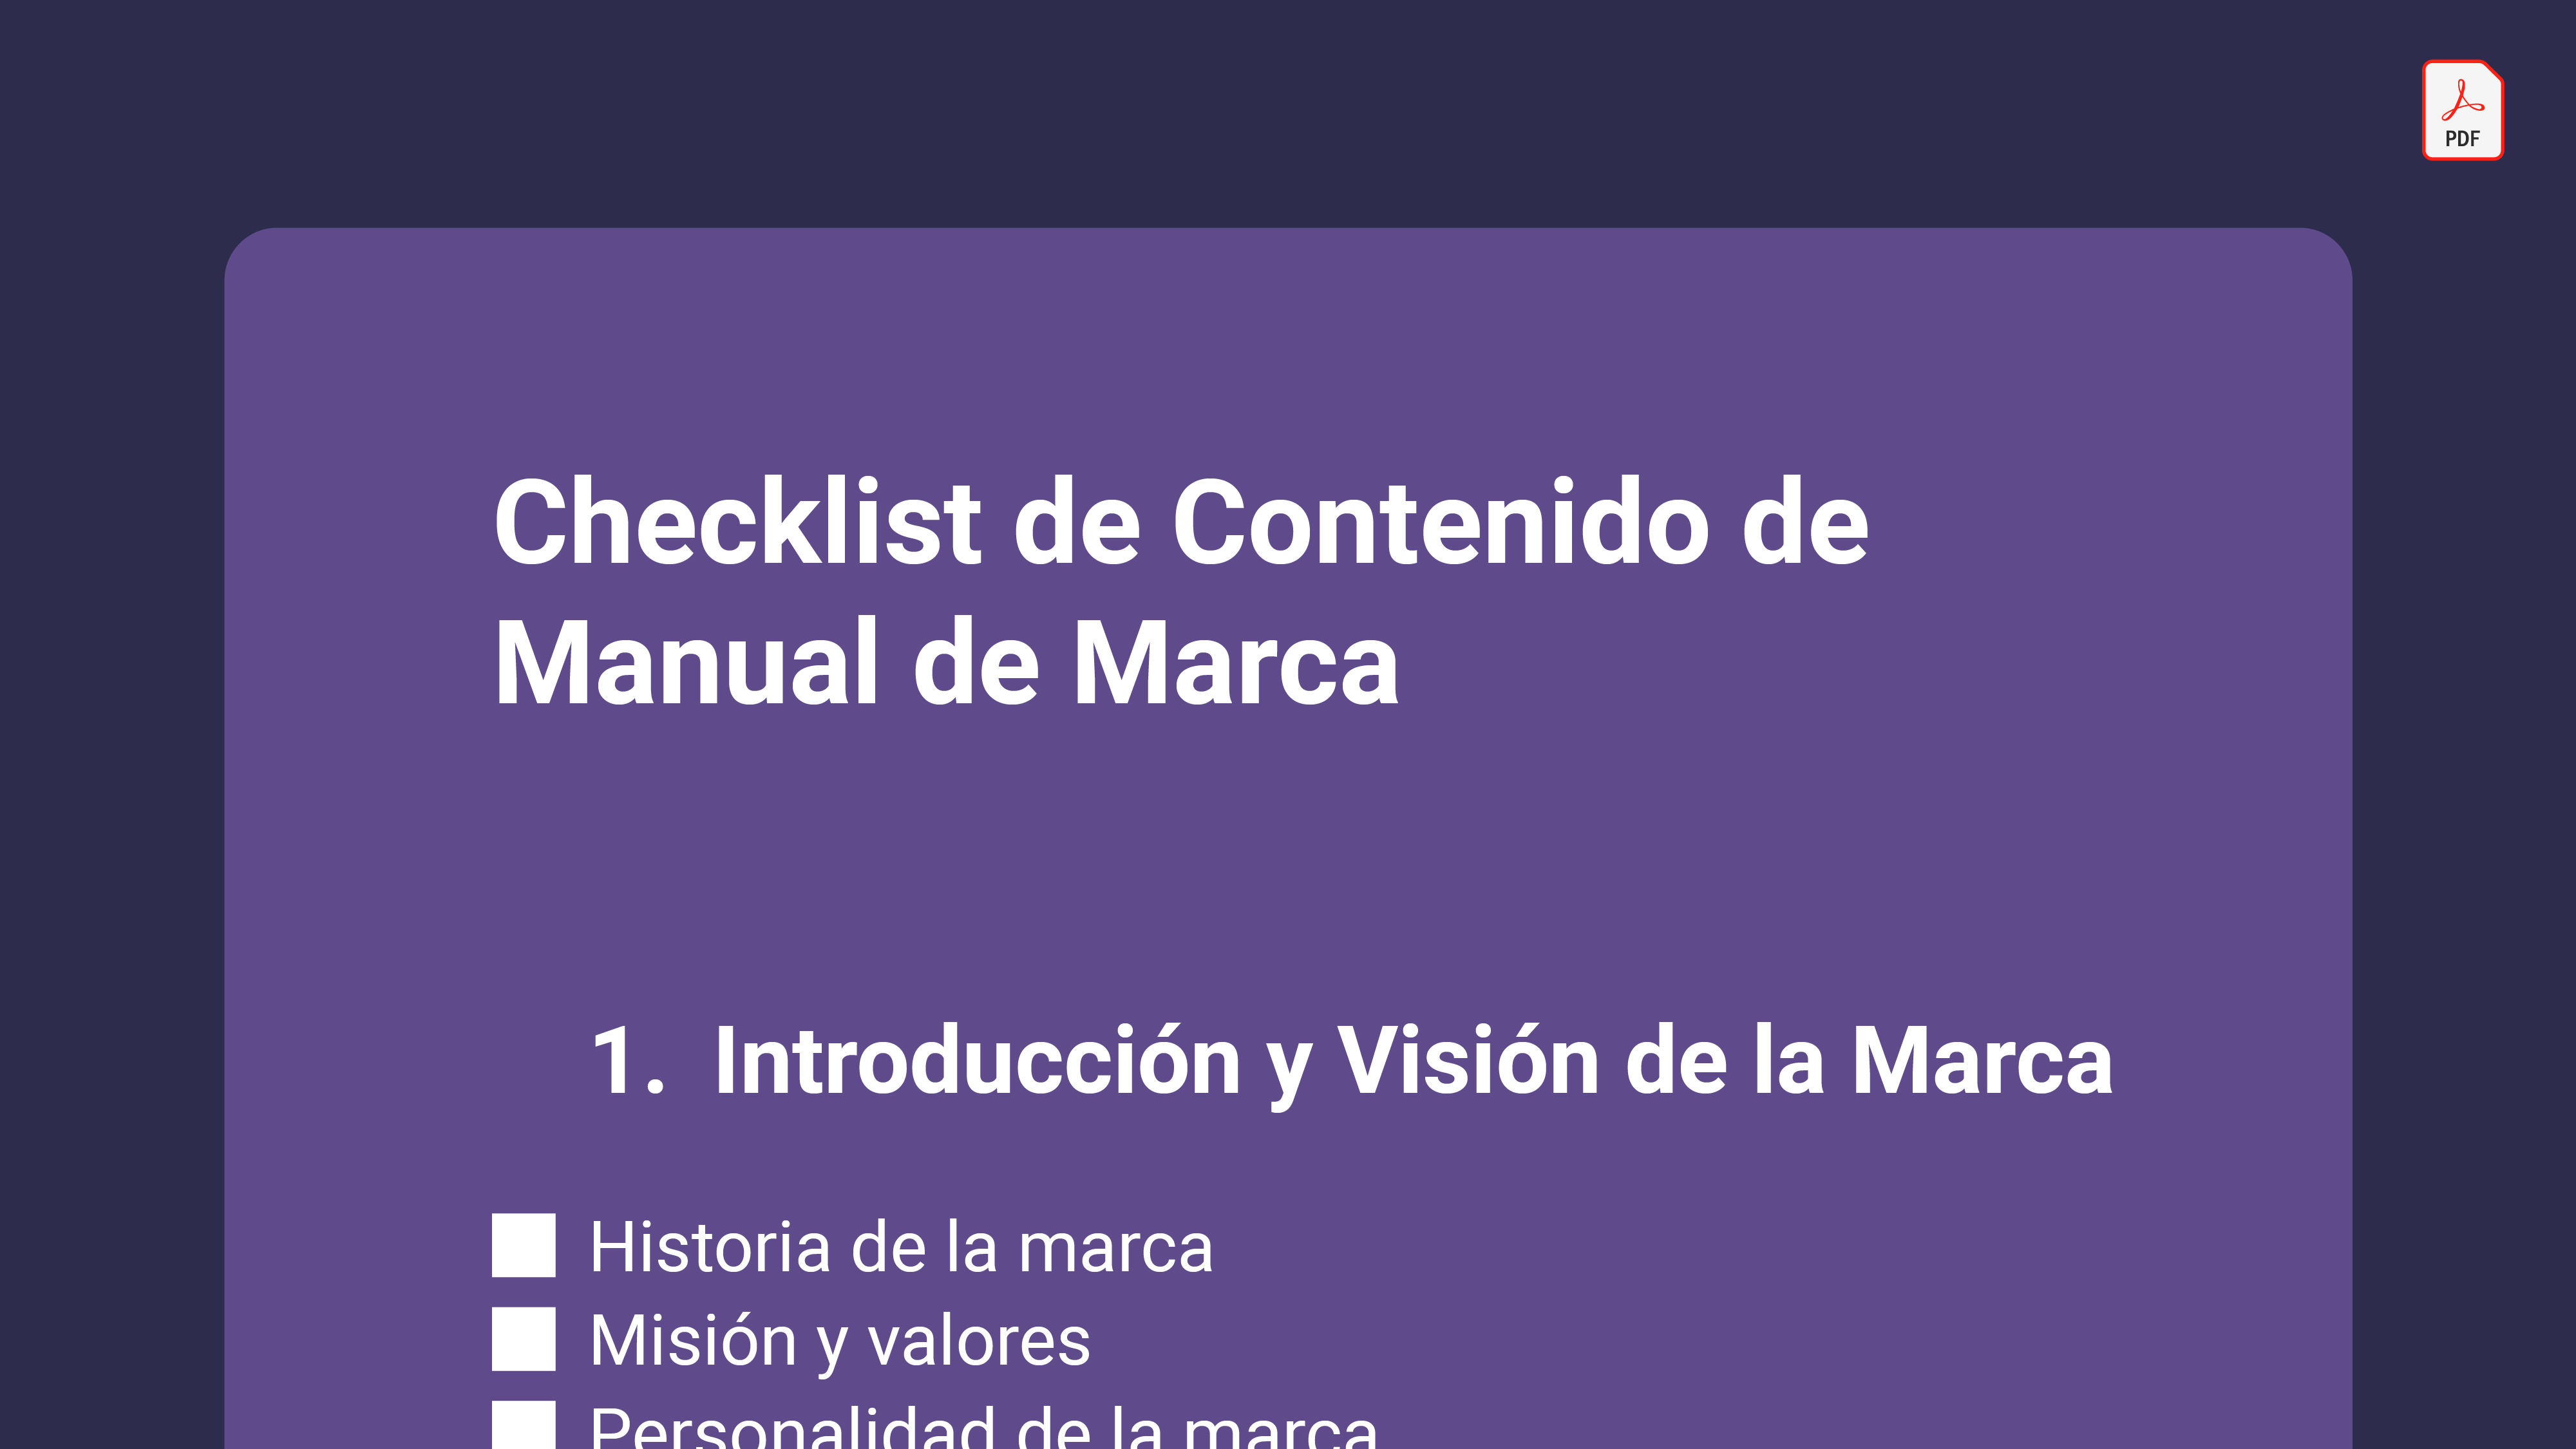 PDF
Checklist de Contenido de
Manual de Marca
1. Introducción y Visión de la Marca
Historia de la marca
Misión y valores
Personalidad de la marca